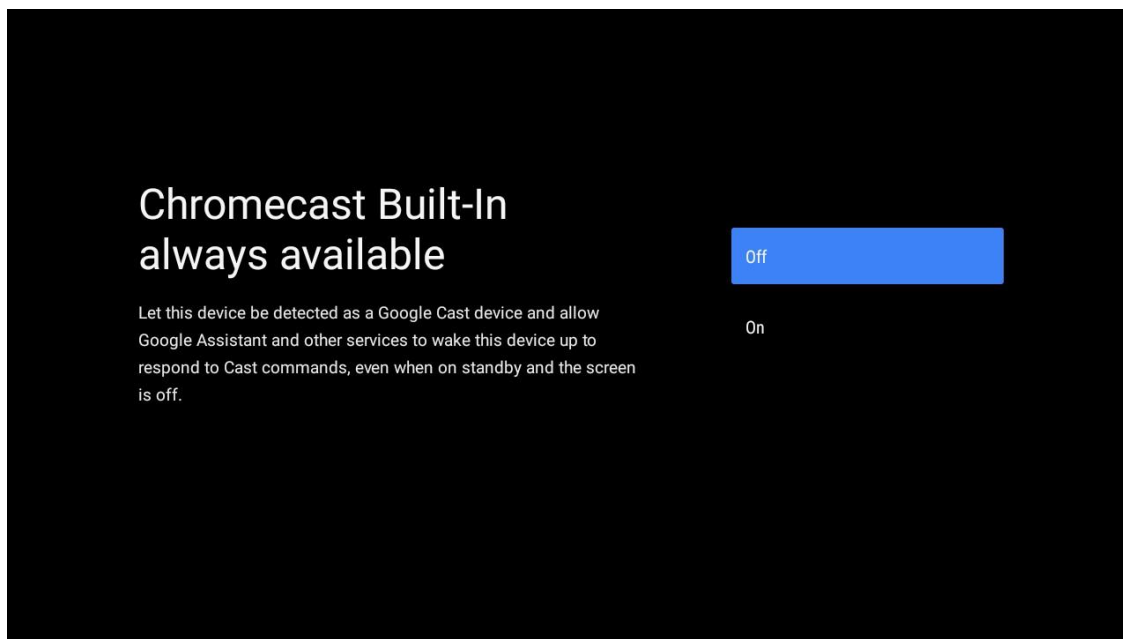 Chromecast Built-In
always available
Let this device be detected as a Google Cast device and allow
Google Assistant and other services to wake this device up to
respond to Cast commands, even when on standby and the screen
is off.
Off
On